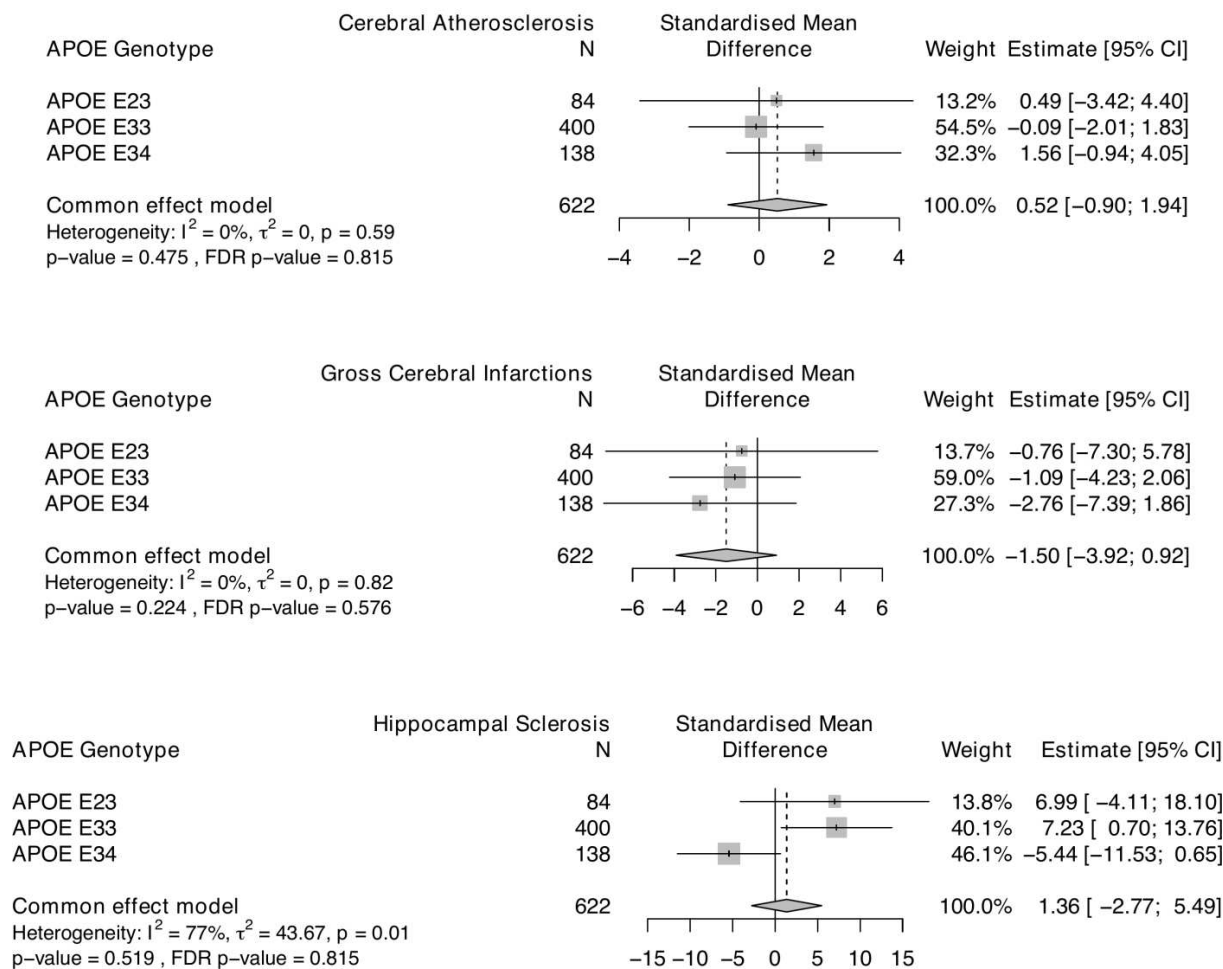 Cerebral Atherosclerosis Standardised Mean
APOE Genotype N Difference Weight Estimate [95% CI]
APOE E23 84 13.2% 0.49 [−3.42; 4.40]
APOE E33 400 54.5% −0.09 [−2.01; 1.83]
APOE E34 138 32.3% 1.56 [−0.94; 4.05]
Common effect model 622 100.0% 0.52 [−0.90; 1.94]
Heterogeneity: I² = 0%, τ² = 0, p = 0.59
p−value = 0.475 , FDR p−value = 0.815
−4 −2 0 2 4
Gross Cerebral Infarctions Standardised Mean
APOE Genotype N Difference Weight Estimate [95% CI]
APOE E23 84 13.7% −0.76 [−7.30; 5.78]
APOE E33 400 59.0% −1.09 [−4.23; 2.06]
APOE E34 138 27.3% −2.76 [−7.39; 1.86]
Common effect model 622 100.0% −1.50 [−3.92; 0.92]
Heterogeneity: I² = 0%, τ² = 0, p = 0.82
p−value = 0.224 , FDR p−value = 0.576
−6 −4 −2 0 2 4 6
Hippocampal Sclerosis Standardised Mean
APOE Genotype N Difference Weight Estimate [95% CI]
APOE E23 84 13.8% 6.99 [ −4.11; 18.10]
APOE E33 400 40.1% 7.23 [ 0.70; 13.76]
APOE E34 138 46.1% −5.44 [−11.53; 0.65]
Common effect model 622 100.0% 1.36 [ −2.77; 5.49]
Heterogeneity: I² = 77%, τ² = 43.67, p = 0.01
p−value = 0.519 , FDR p−value = 0.815
−15 −10 −5 0 5 10 15